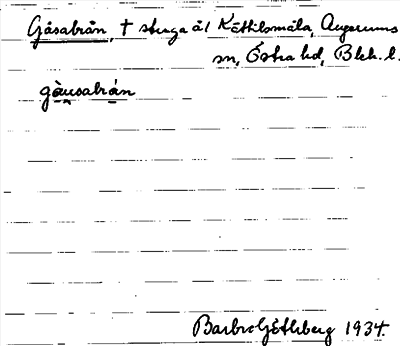 Gåsabrån, † stuga å/ Kättilsmåla, Augerums
sn, Östra hd, Blek. l.
gåusabrån
Barbro Göthberg 1934